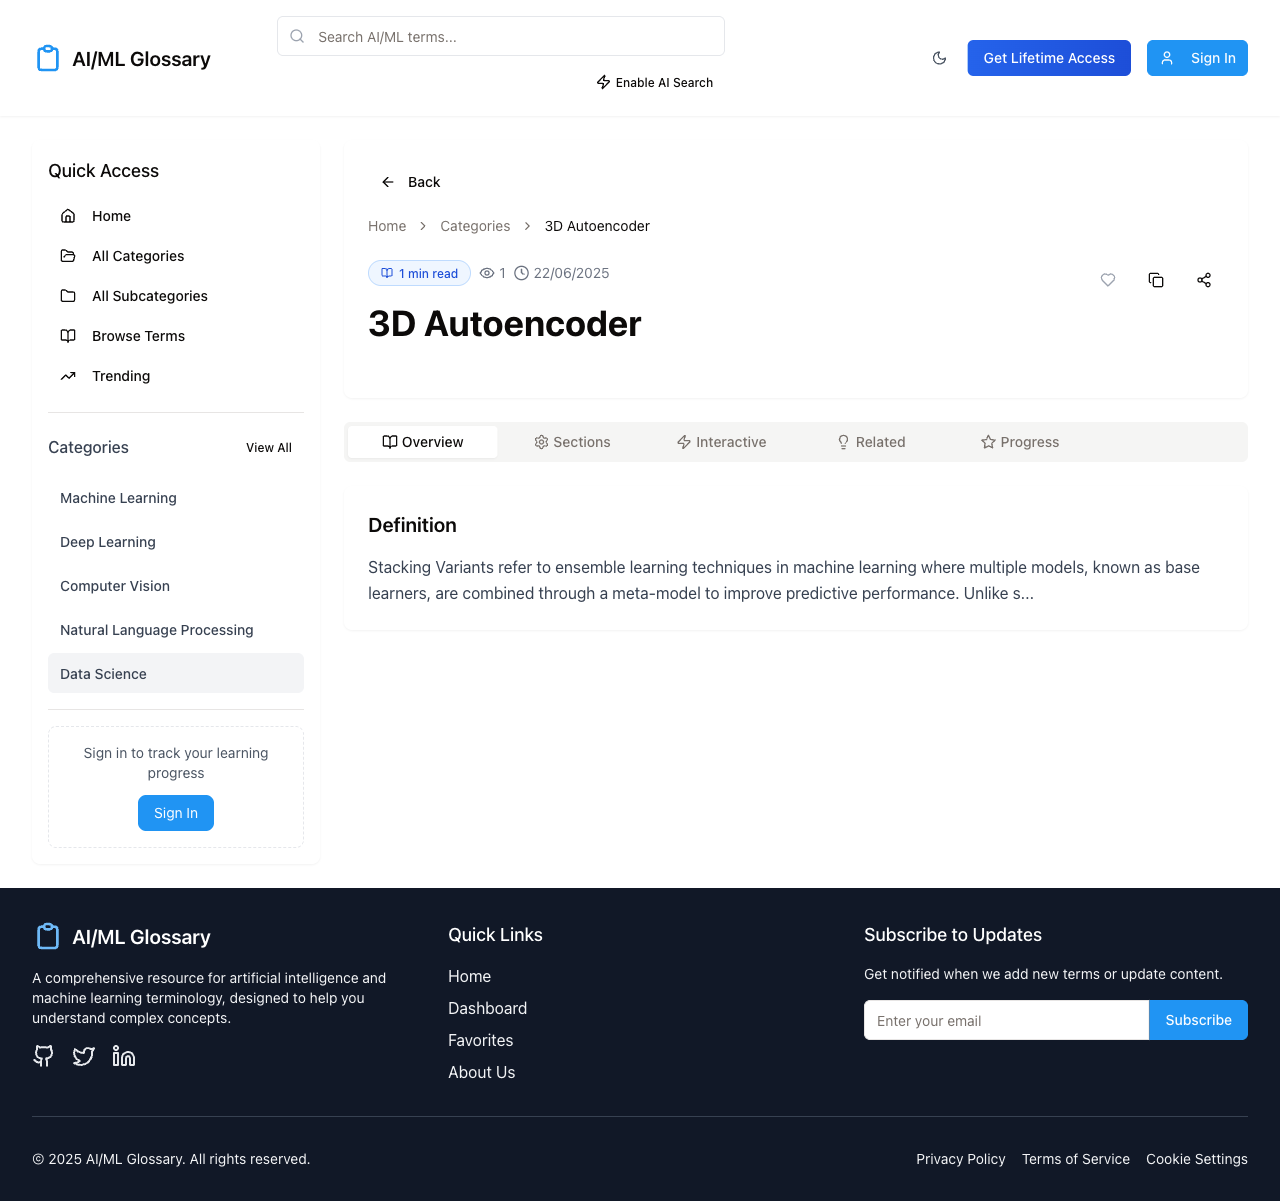 AI/ML Glossary
Search AI/ML terms...
Enable AI Search
Get Lifetime Access
Sign In
Quick Access
Home
All Categories
All Subcategories
Browse Terms
Trending
Categories
View All
Machine Learning
Deep Learning
Computer Vision
Natural Language Processing
Data Science
Sign in to track your learning
progress
Sign In
Back
Home > Categories > 3D Autoencoder
1 min read 1 22/06/2025
3D Autoencoder
Overview Sections Interactive Related Progress
Definition
Stacking Variants refer to ensemble learning techniques in machine learning where multiple models, known as base
learners, are combined through a meta-model to improve predictive performance. Unlike s...
AI/ML Glossary
A comprehensive resource for artificial intelligence and
machine learning terminology, designed to help you
understand complex concepts.
Quick Links
Home
Dashboard
Favorites
About Us
Subscribe to Updates
Get notified when we add new terms or update content.
Enter your email
Subscribe
© 2025 AI/ML Glossary. All rights reserved.
Privacy Policy Terms of Service Cookie Settings